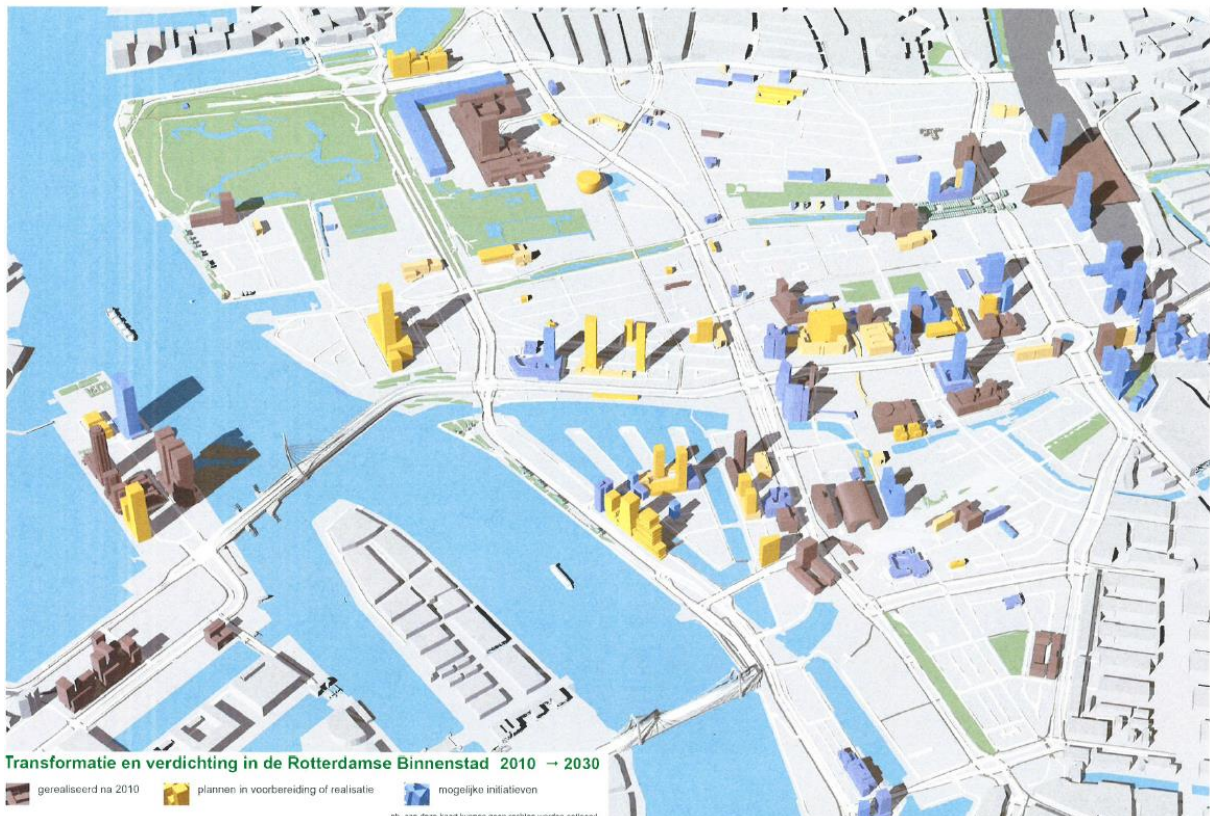 Transformatie en verdichting in de Rotterdamse Binnenstad 2010 → 2030
gerealiseerd na 2010 plannen in voorbereiding of realisatie mogelijke initiatieven